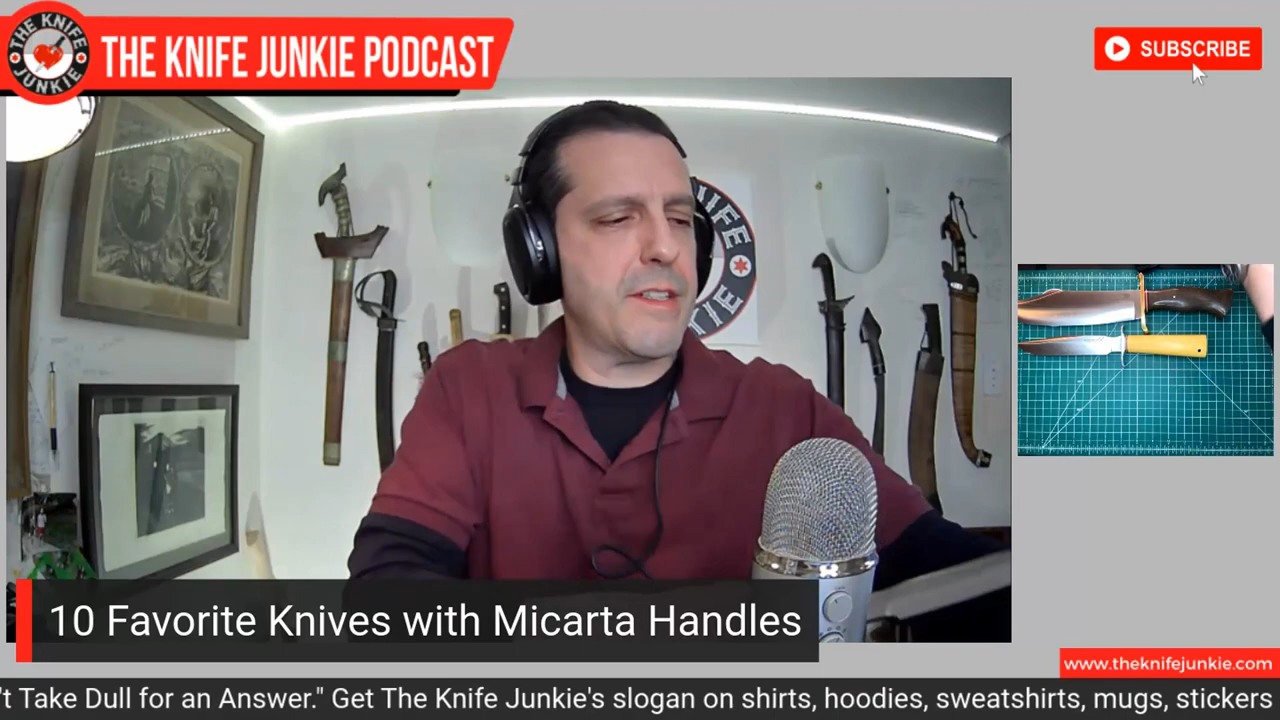 THE KNIFE
JUNKIE
THE KNIFE JUNKIE PODCAST
SUBSCRIBE
NIFE
10 Favorite Knives with Micarta Handles
www.theknifejunkie.com
't Take Dull for an Answer." Get The Knife Junkie's slogan on shirts, hoodies, sweatshirts, mugs, stickers